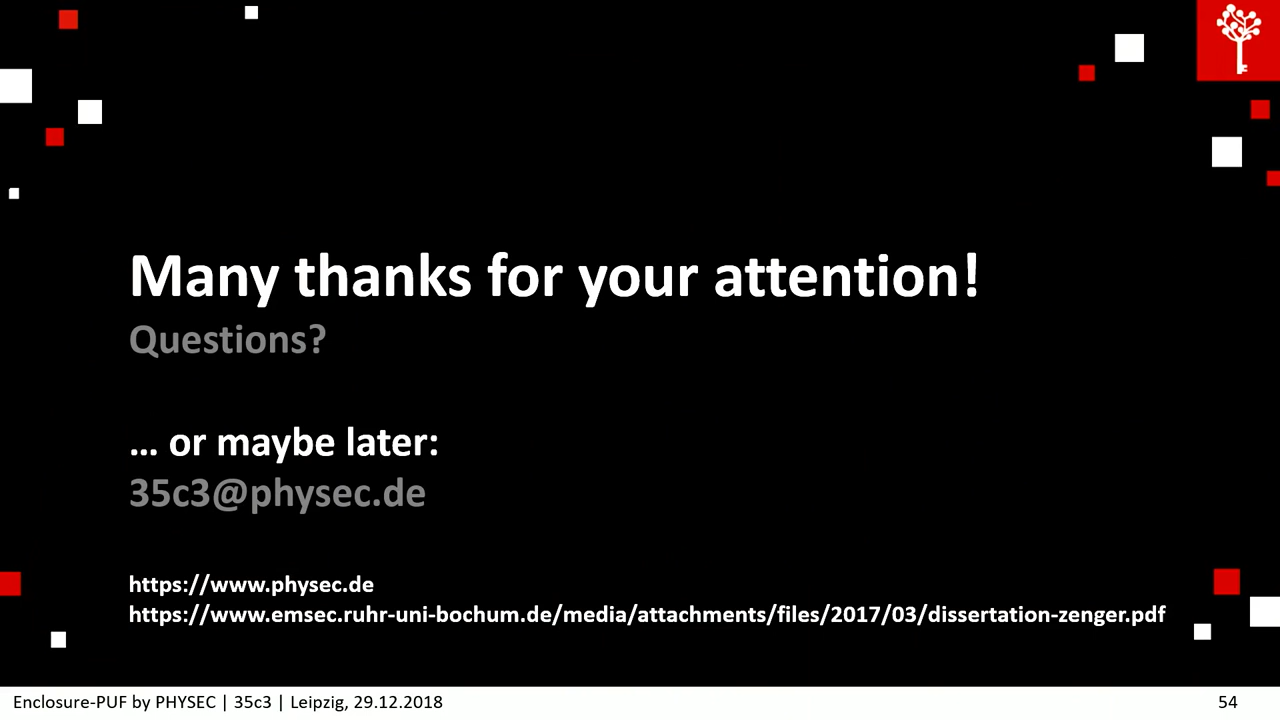 Many thanks for your attention!
Questions?
… or maybe later:
35c3@physec.de
https://www.physec.de
https://www.emsec.ruhr-uni-bochum.de/media/attachments/files/2017/03/dissertation-zenger.pdf
Enclosure-PUF by PHYSEC | 35c3 | Leipzig, 29.12.2018
54